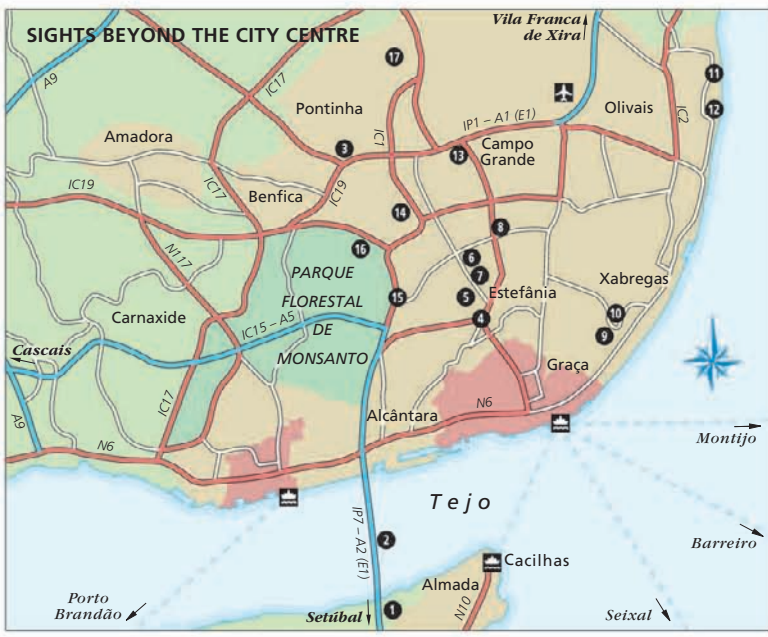 SIGHTS BEYOND THE CITY CENTRE
Vila Franca
de Xira
A9
IC17
17
11
Pontinha
Olivais
12
IC2
IP1 – A1 (E1)
Amadora
3
IC1
13
Campo
Grande
IC19
IC17
Benfica
IC19
14
8
N117
16
6
PARQUE
FLORESTAL
DE
MONSANTO
7
Xabregas
15
5
Estefânia
Carnaxide
IC15 – A5
4
10
9
Cascais
Graça
A9
IC17
Alcântara
N6
N6
Montijo
Tejo
IP7 – A2 (E1)
2
Barreiro
Cacilhas
Almada
Porto
Brandão
Setúbal
1
N10
Seixal